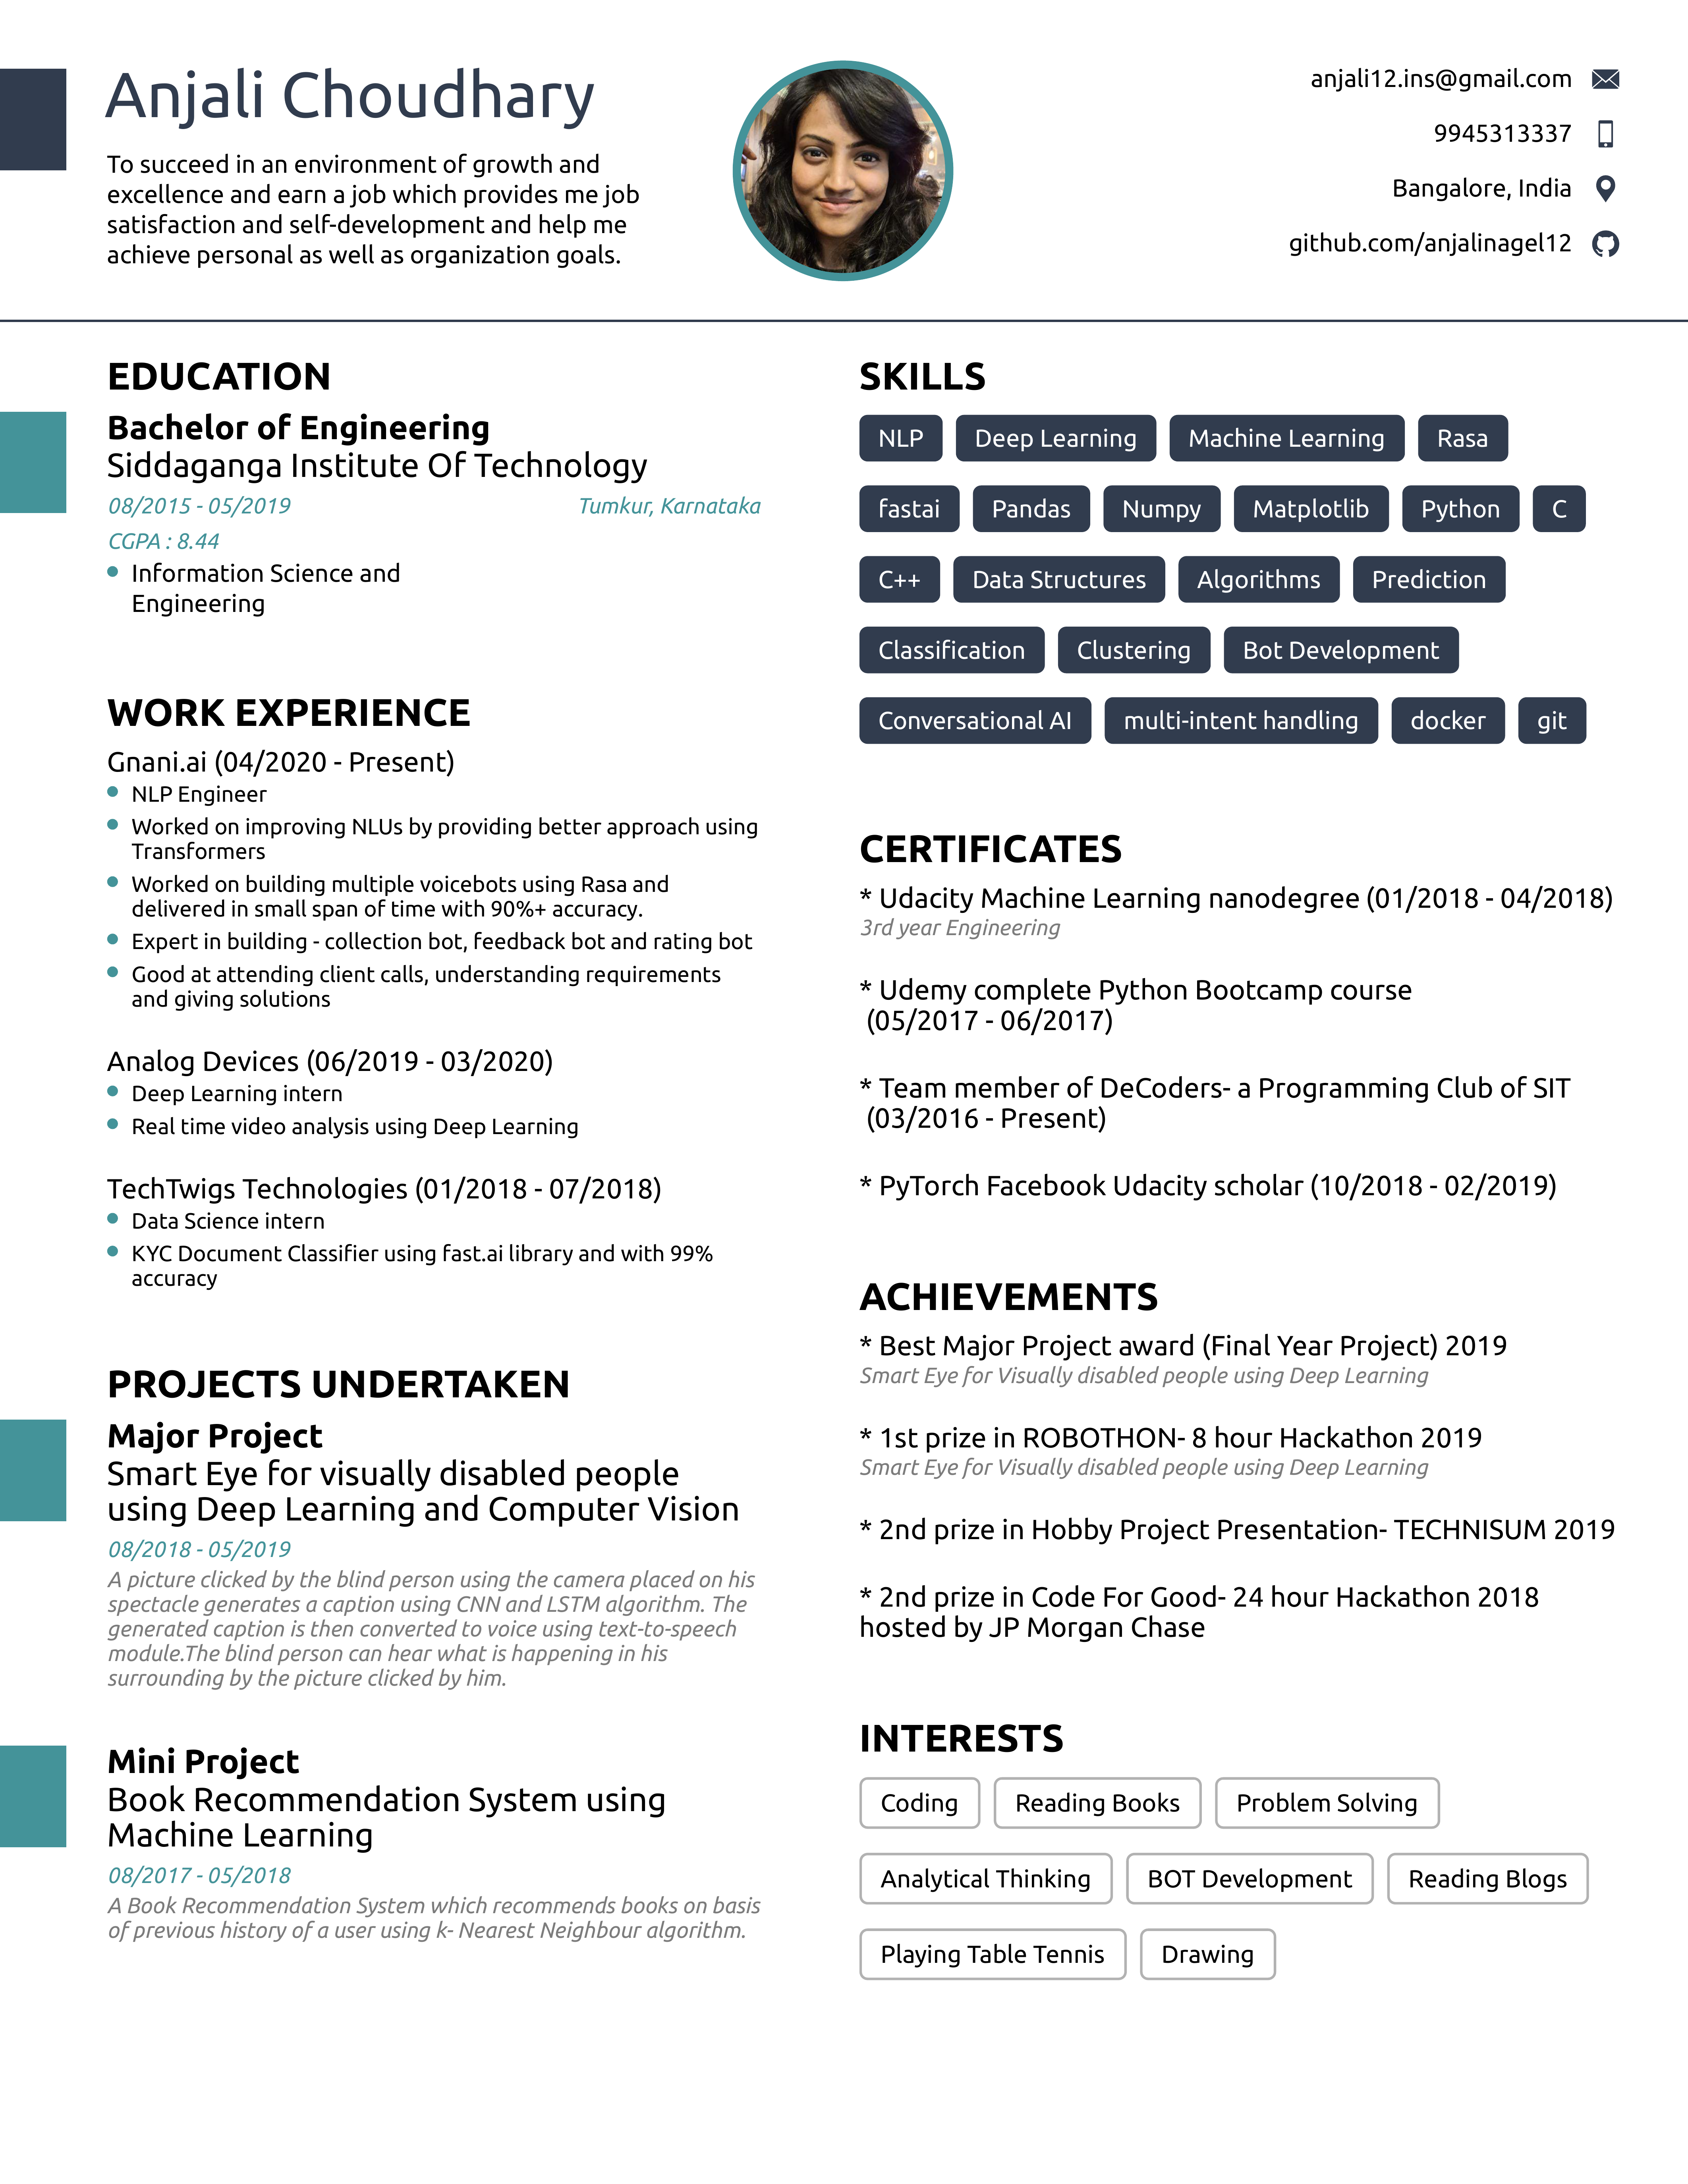 Anjali Choudhary
To succeed in an environment of growth and
excellence and earn a job which provides me job
satisfaction and self-development and help me
achieve personal as well as organization goals.
anjali12.ins@gmail.com
9945313337
Bangalore, India
github.com/anjalinagel12
EDUCATION
Bachelor of Engineering
Siddaganga Institute Of Technology
08/2015 - 05/2019 Tumkur, Karnataka
CGPA : 8.44
Information Science and
Engineering
WORK EXPERIENCE
Gnani.ai (04/2020 - Present)
NLP Engineer
Worked on improving NLUs by providing better approach using
Transformers
Worked on building multiple voicebots using Rasa and
delivered in small span of time with 90%+ accuracy.
Expert in building - collection bot, feedback bot and rating bot
Good at attending client calls, understanding requirements
and giving solutions
Analog Devices (06/2019 - 03/2020)
Deep Learning intern
Real time video analysis using Deep Learning
TechTwigs Technologies (01/2018 - 07/2018)
Data Science intern
KYC Document Classifier using fast.ai library and with 99%
accuracy
PROJECTS UNDERTAKEN
Major Project
Smart Eye for visually disabled people
using Deep Learning and Computer Vision
08/2018 - 05/2019
A picture clicked by the blind person using the camera placed on his
spectacle generates a caption using CNN and LSTM algorithm. The
generated caption is then converted to voice using text-to-speech
module.The blind person can hear what is happening in his
surrounding by the picture clicked by him.
Mini Project
Book Recommendation System using
Machine Learning
08/2017 - 05/2018
A Book Recommendation System which recommends books on basis
of previous history of a user using k- Nearest Neighbour algorithm.
SKILLS
NLP Deep Learning Machine Learning Rasa
fastai Pandas Numpy Matplotlib Python C
C++ Data Structures Algorithms Prediction
Classification Clustering Bot Development
Conversational AI multi-intent handling docker git
CERTIFICATES
* Udacity Machine Learning nanodegree (01/2018 - 04/2018)
3rd year Engineering
* Udemy complete Python Bootcamp course
(05/2017 - 06/2017)
* Team member of DeCoders- a Programming Club of SIT
(03/2016 - Present)
* PyTorch Facebook Udacity scholar (10/2018 - 02/2019)
ACHIEVEMENTS
* Best Major Project award (Final Year Project) 2019
Smart Eye for Visually disabled people using Deep Learning
* 1st prize in ROBOTHON- 8 hour Hackathon 2019
Smart Eye for Visually disabled people using Deep Learning
* 2nd prize in Hobby Project Presentation- TECHNISUM 2019
* 2nd prize in Code For Good- 24 hour Hackathon 2018
hosted by JP Morgan Chase
INTERESTS
Coding Reading Books Problem Solving
Analytical Thinking BOT Development Reading Blogs
Playing Table Tennis Drawing